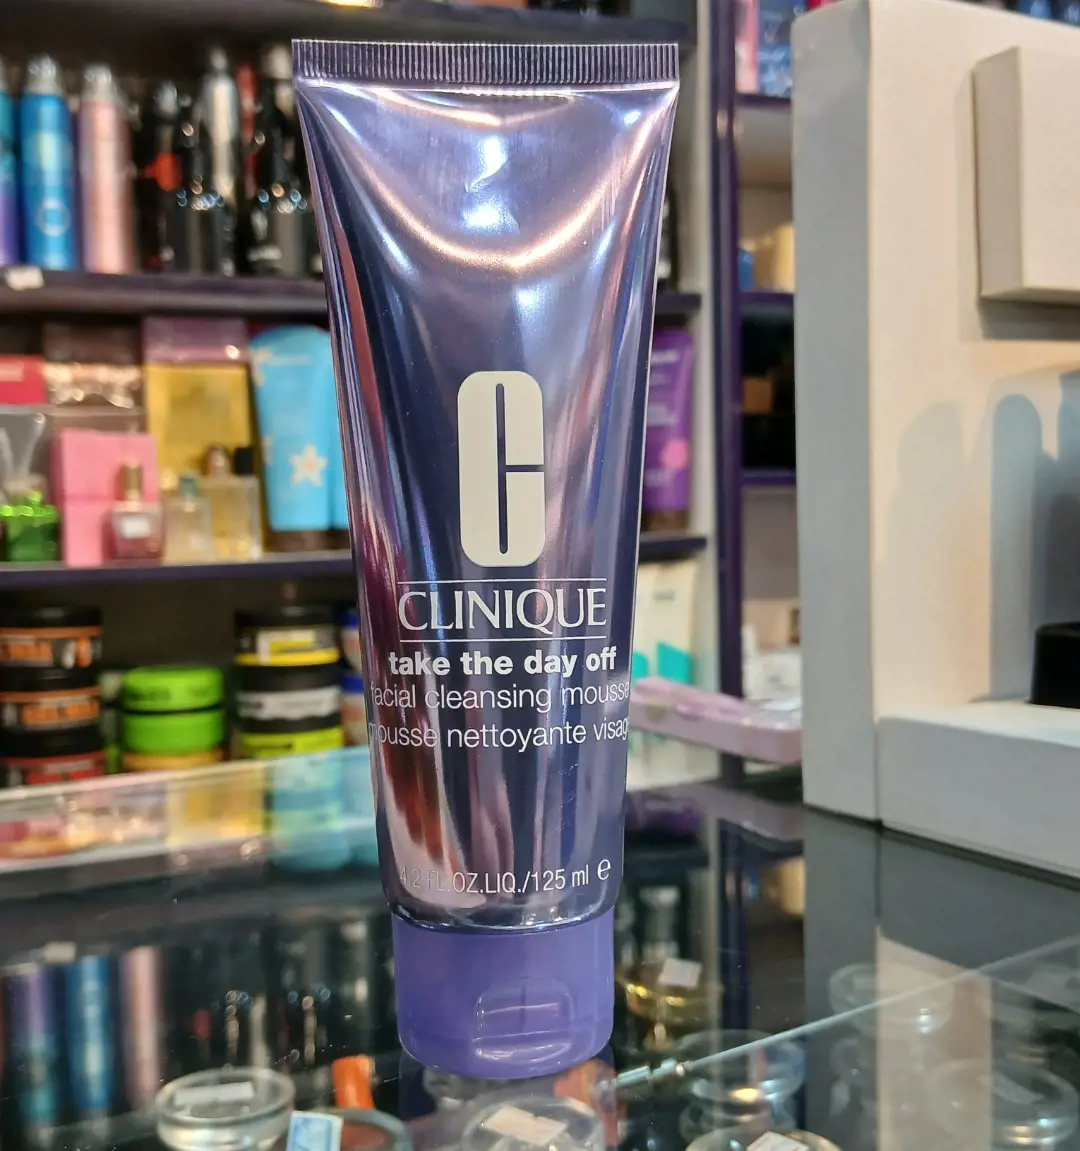 C
CLINIQUE
take the day off
facial cleansing mousse
mousse nettoyante visage
4.2 FL.OZ.LIQ./125 ml e